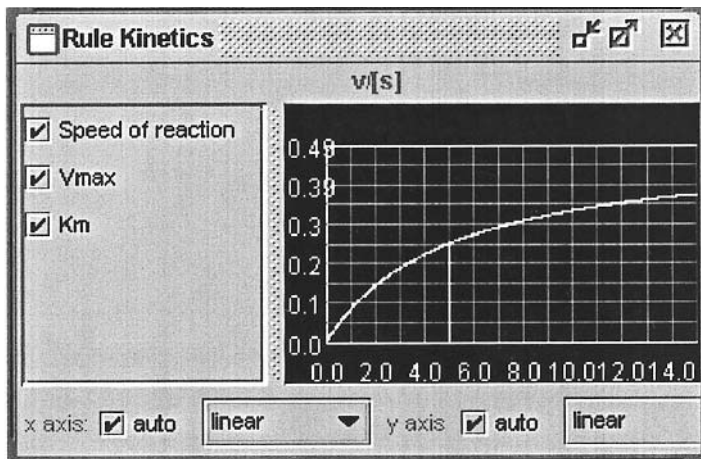 Rule Kinetics
v/[s]
Speed of reaction
Vmax
Km
0.48
0.39
0.3
0.2
0.1
0.0
0.0 2.0 4.0 6.0 8.0 10.0 12.0 14.0
x axis: auto linear y axis auto linear